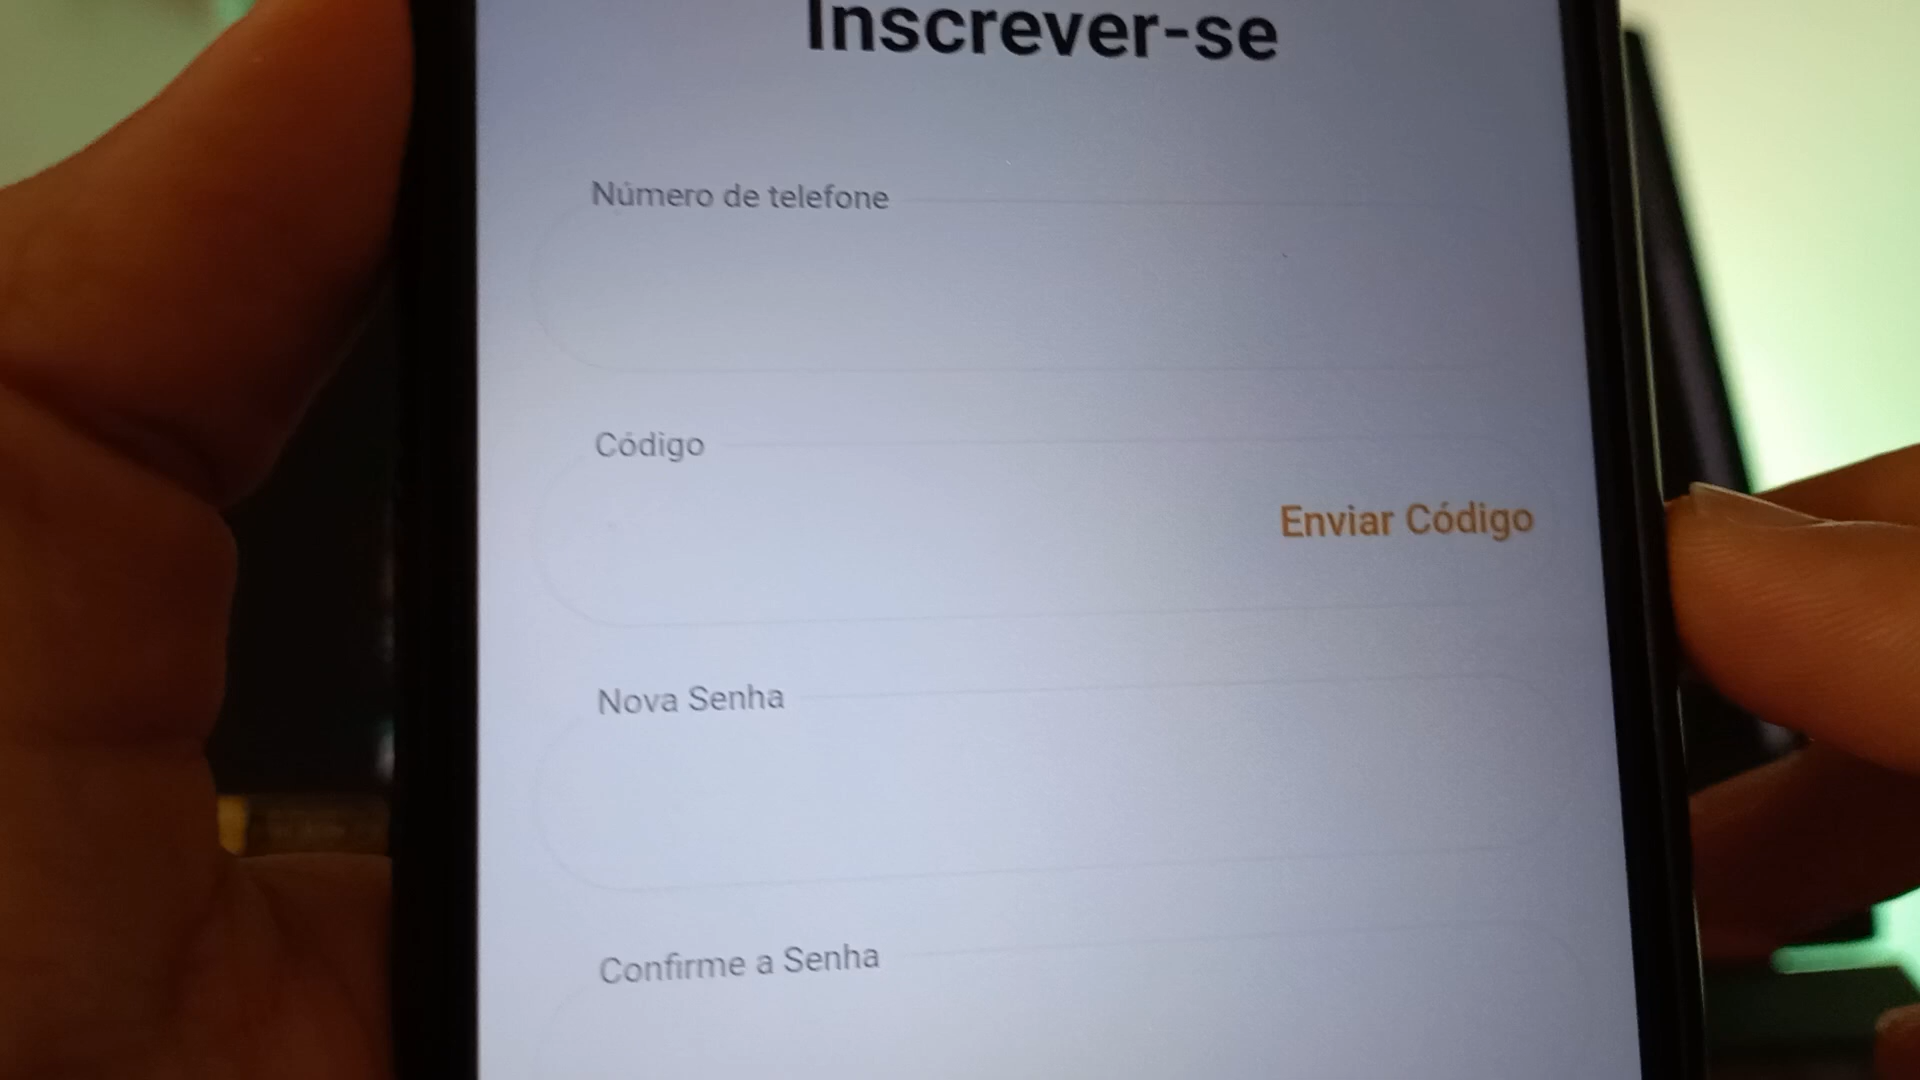 Inscrever-se
Número de telefone
Código
Enviar Código
Nova Senha
Confirme a Senha